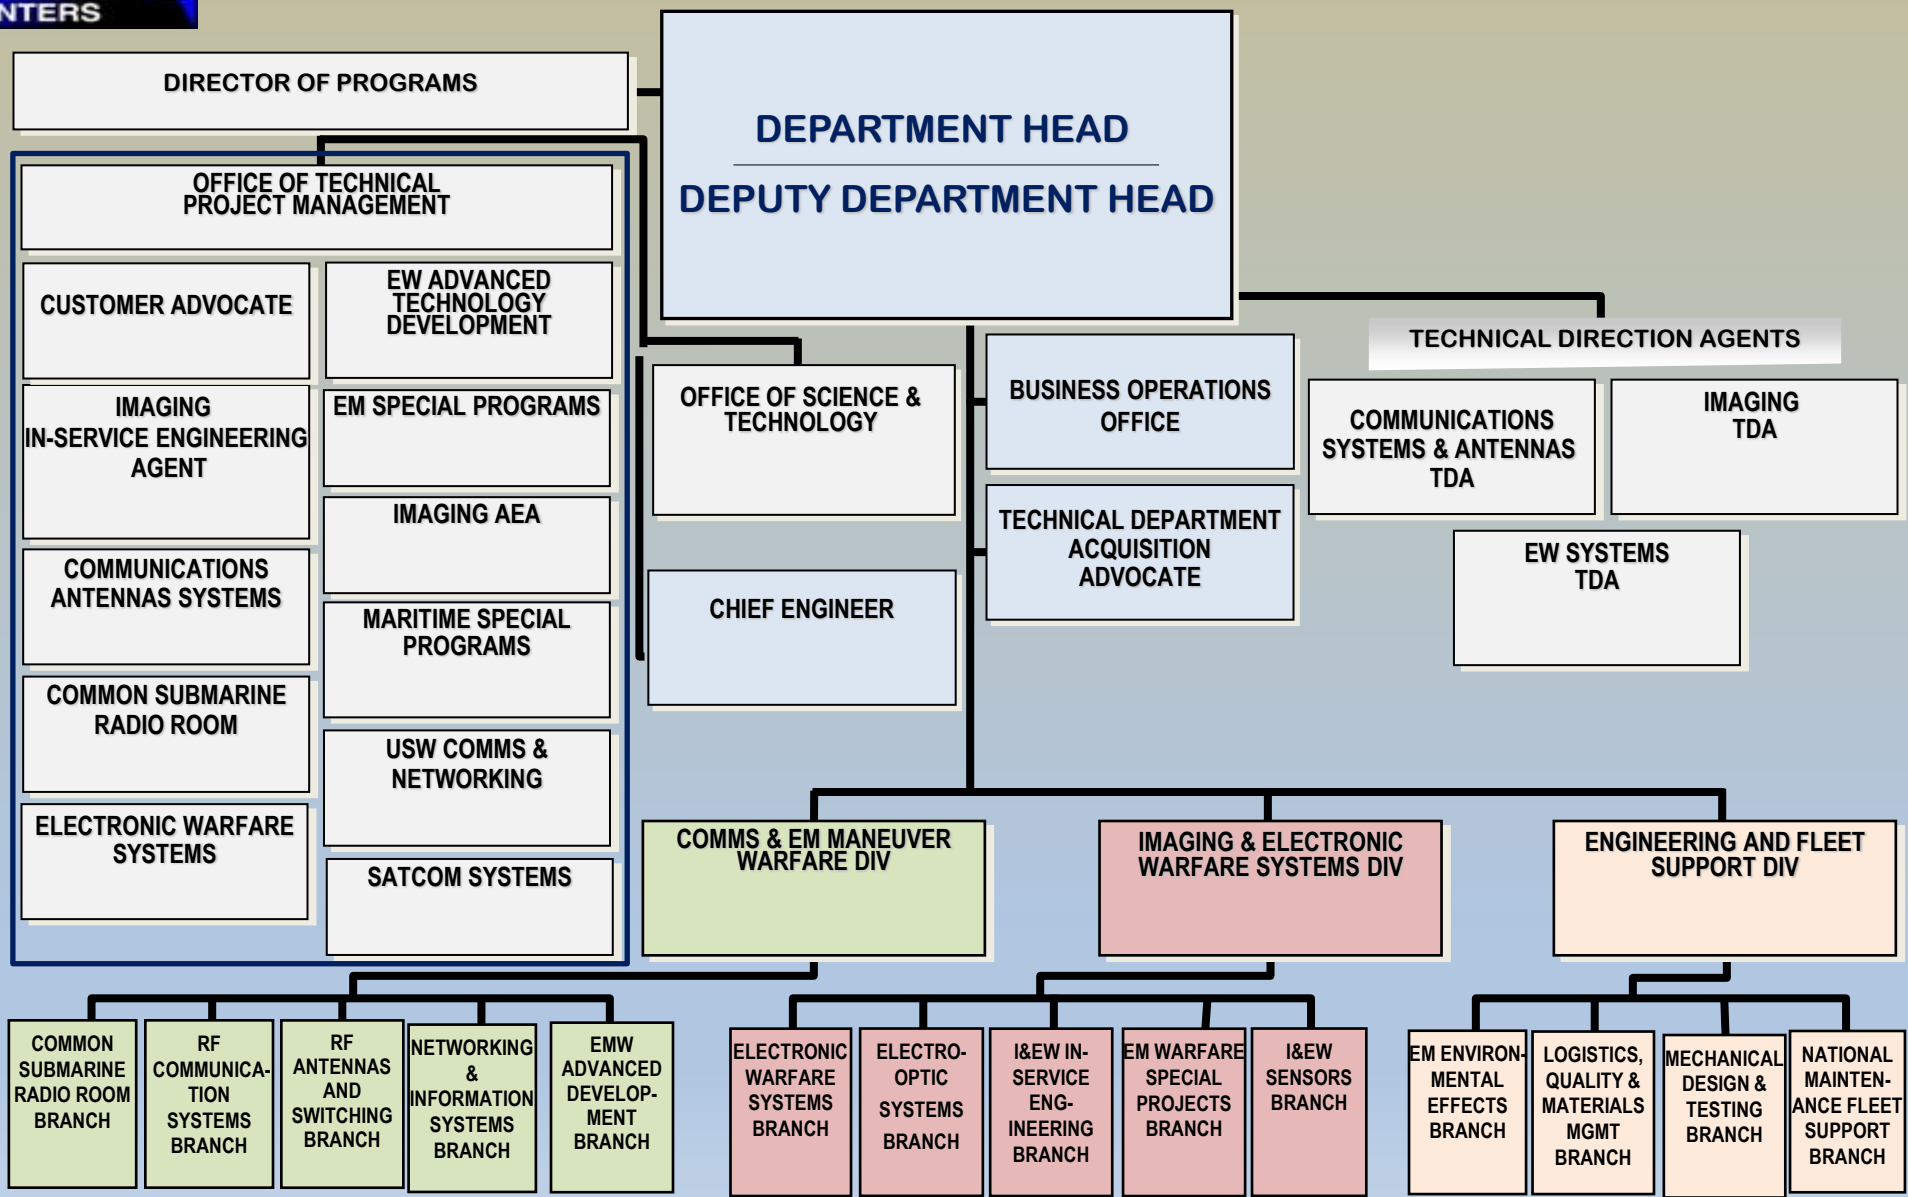 NTERS
DIRECTOR OF PROGRAMS
DEPARTMENT HEAD
DEPUTY DEPARTMENT HEAD
OFFICE OF TECHNICAL
PROJECT MANAGEMENT
CUSTOMER ADVOCATE
EW ADVANCED
TECHNOLOGY
DEVELOPMENT
IMAGING
IN-SERVICE ENGINEERING
AGENT
EM SPECIAL PROGRAMS
IMAGING AEA
COMMUNICATIONS
ANTENNAS SYSTEMS
MARITIME SPECIAL
PROGRAMS
COMMON SUBMARINE
RADIO ROOM
USW COMMS &
NETWORKING
ELECTRONIC WARFARE
SYSTEMS
SATCOM SYSTEMS
OFFICE OF SCIENCE &
TECHNOLOGY
CHIEF ENGINEER
BUSINESS OPERATIONS
OFFICE
TECHNICAL DEPARTMENT
ACQUISITION
ADVOCATE
TECHNICAL DIRECTION AGENTS
COMMUNICATIONS
SYSTEMS & ANTENNAS
TDA
IMAGING
TDA
EW SYSTEMS
TDA
COMMS & EM MANEUVER
WARFARE DIV
IMAGING & ELECTRONIC
WARFARE SYSTEMS DIV
ENGINEERING AND FLEET
SUPPORT DIV
COMMON
SUBMARINE
RADIO ROOM
BRANCH
RF
COMMUNICA-
TION
SYSTEMS
BRANCH
RF
ANTENNAS
AND
SWITCHING
BRANCH
NETWORKING
&
INFORMATION
SYSTEMS
BRANCH
EMW
ADVANCED
DEVELOP-
MENT
BRANCH
ELECTRONIC
WARFARE
SYSTEMS
BRANCH
ELECTRO-
OPTIC
SYSTEMS
BRANCH
I&EW IN-
SERVICE
ENG-
INEERING
BRANCH
EM WARFARE
SPECIAL
PROJECTS
BRANCH
I&EW
SENSORS
BRANCH
EM ENVIRON-
MENTAL
EFFECTS
BRANCH
LOGISTICS,
QUALITY &
MATERIALS
MGMT
BRANCH
MECHANICAL
DESIGN &
TESTING
BRANCH
NATIONAL
MAINTEN-
ANCE FLEET
SUPPORT
BRANCH